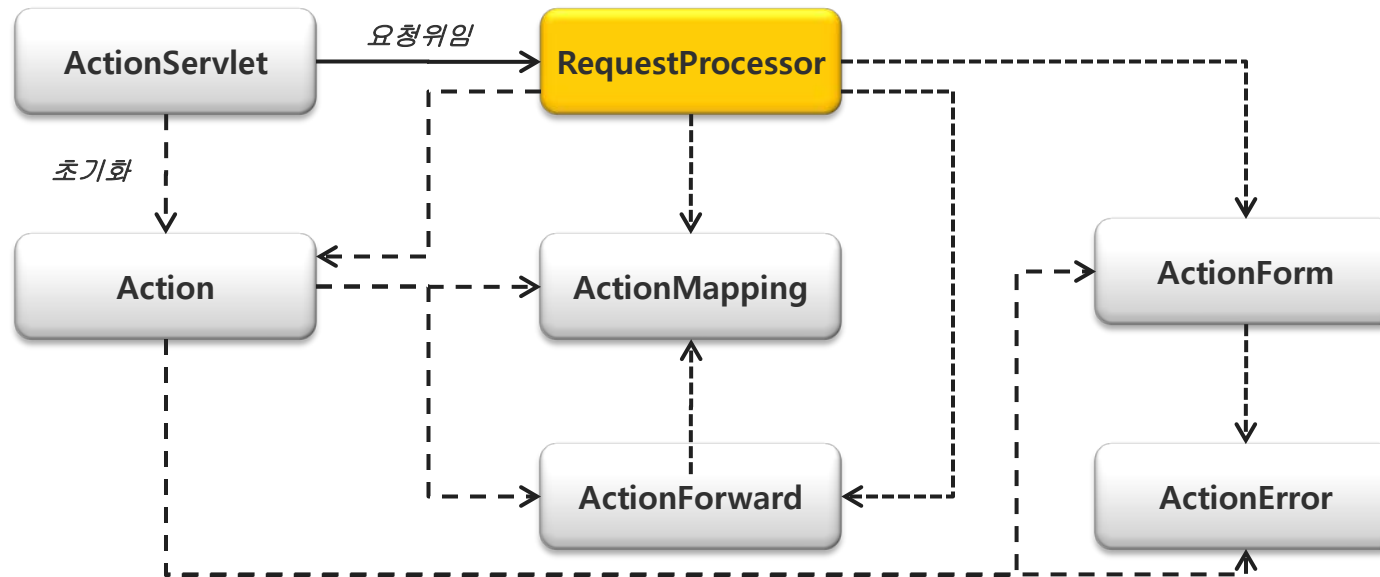 ActionServlet
요청위임
RequestProcessor
초기화
Action
ActionMapping
ActionForm
ActionForward
ActionError